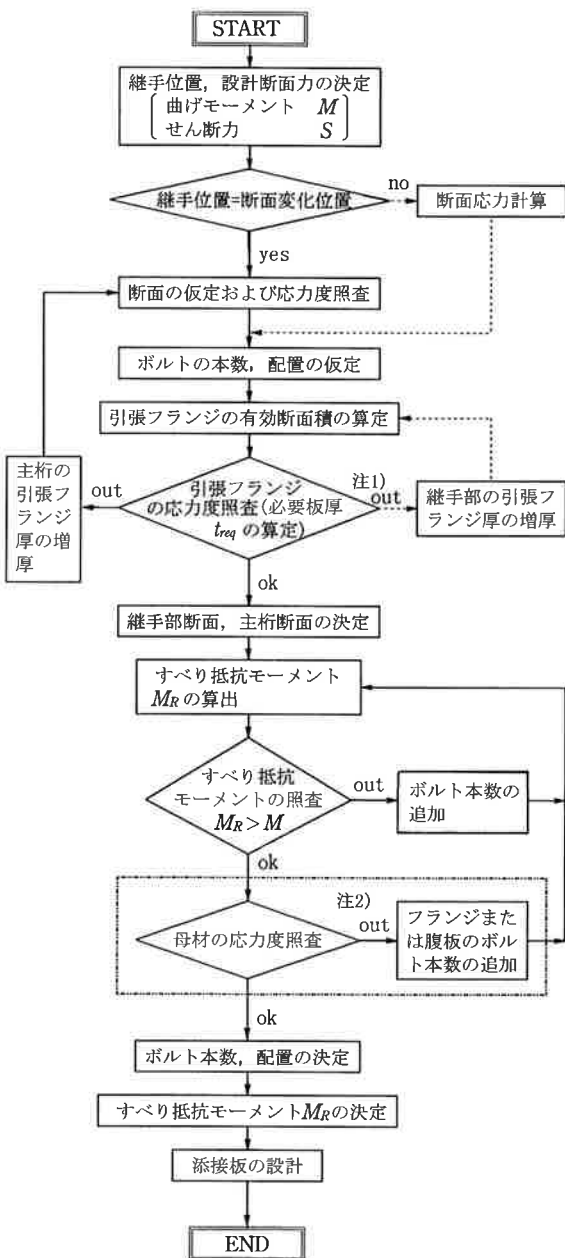 START
継手位置，設計断面力の決定
曲げモーメント M
せん断力 S
継手位置=断面変化位置
no
断面応力計算
yes
断面の仮定および応力度照査
ボルトの本数，配置の仮定
引張フランジの有効断面積の算定
主桁の
引張フ
ランジ
厚の増
厚
out
引張フランジ
の応力度照査(必要板厚
treq の算定)
注1)
out
継手部の引張フ
ランジ厚の増厚
ok
継手部断面，主桁断面の決定
すべり抵抗モーメント
MR の算出
すべり抵抗
モーメントの照査
MR > M
out
ボルト本数の
追加
ok
母材の応力度照査
注2)
out
フランジまた
は腹板のボル
ト本数の追加
ok
ボルト本数，配置の決定
すべり抵抗モーメントMRの決定
添接板の設計
END